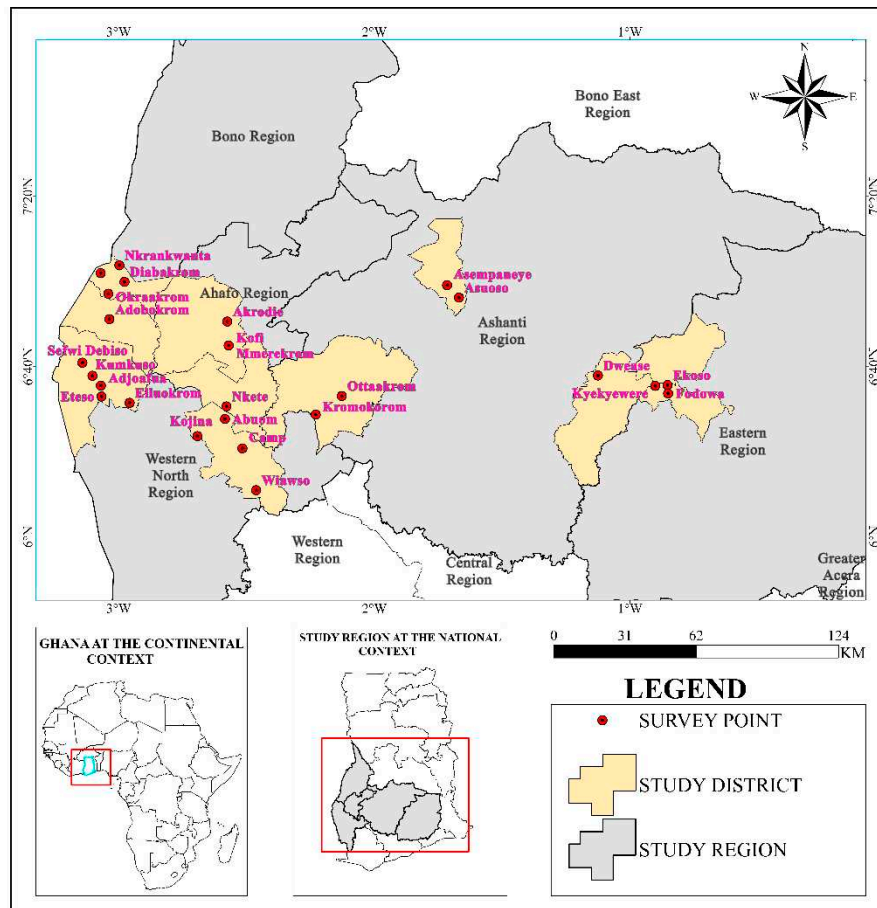 3°W 2°W 1°W
N
W E
S
Bono East
Region
Bono Region
7°20'N 7°20'N
Nkrankwanta
Diabakrom
Asempaneye
Okraakrom
Ahafo Region
Asuoso
Adobokrom
Akrodie
Ashanti
Region
Kofi
Mmerekrom
Sefwi Debiso
6°40'N 6°40'N
Kumkuso
Dwease
Adjoafua
Ekoso
Eteso
Elluokrom
Nkete
Ottaakrom
Kyekyewere
Fodowa
Kojina
Abuom
Kromokorom
Camp
Eastern
Region
Western
North
Region
Winwso
6°N 6°N
Western
Region
Central
Region
Greater
Accra
Region
3°W 2°W 1°W
GHANA AT THE CONTINENTAL
CONTEXT
STUDY REGION AT THE NATIONAL
CONTEXT
0 31 62 124
KM
LEGEND
SURVEY POINT
STUDY DISTRICT
STUDY REGION